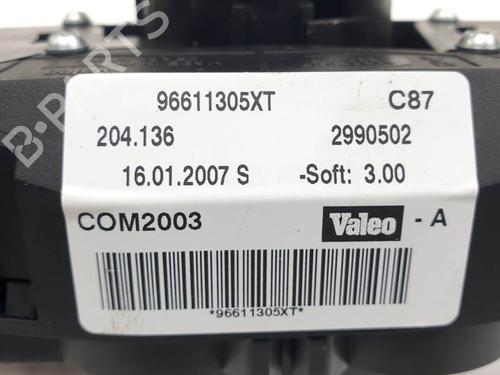 96611305XT C87
204.136 2990502
16.01.2007 S -Soft: 3.00
COM2003 Valeo - A
*96611305XT*
B-PARTS